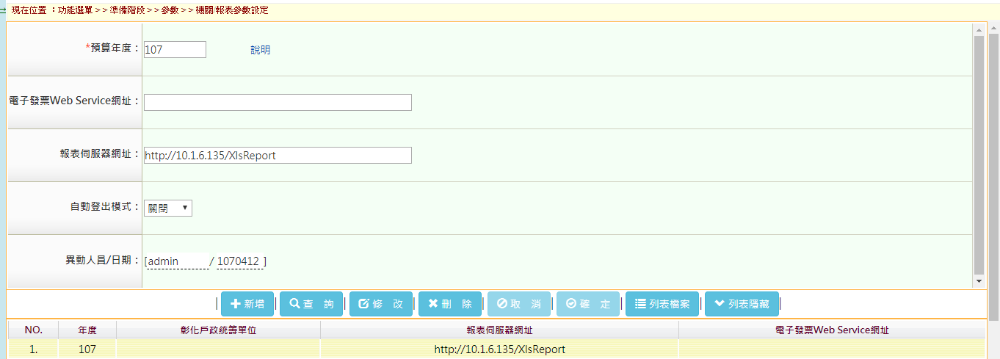 現在位置 ：功能選單 > > 準備階段 > > 參數 > > 機關/報表參數設定
*預算年度： 107 說明
電子發票Web Service網址：
報表伺服器網址： http://10.1.6.135/XlsReport
自動登出模式： 關閉
異動人員/日期： [admin / 1070412 ]
| 新增 | 查 詢 | 修 改 | 刪 除 | 取 消 | 確 定 | 列表檔案 | 列表隱藏 |
NO. 年度 彰化戶政統籌單位 報表伺服器網址 電子發票Web Service網址
1. 107 http://10.1.6.135/XlsReport